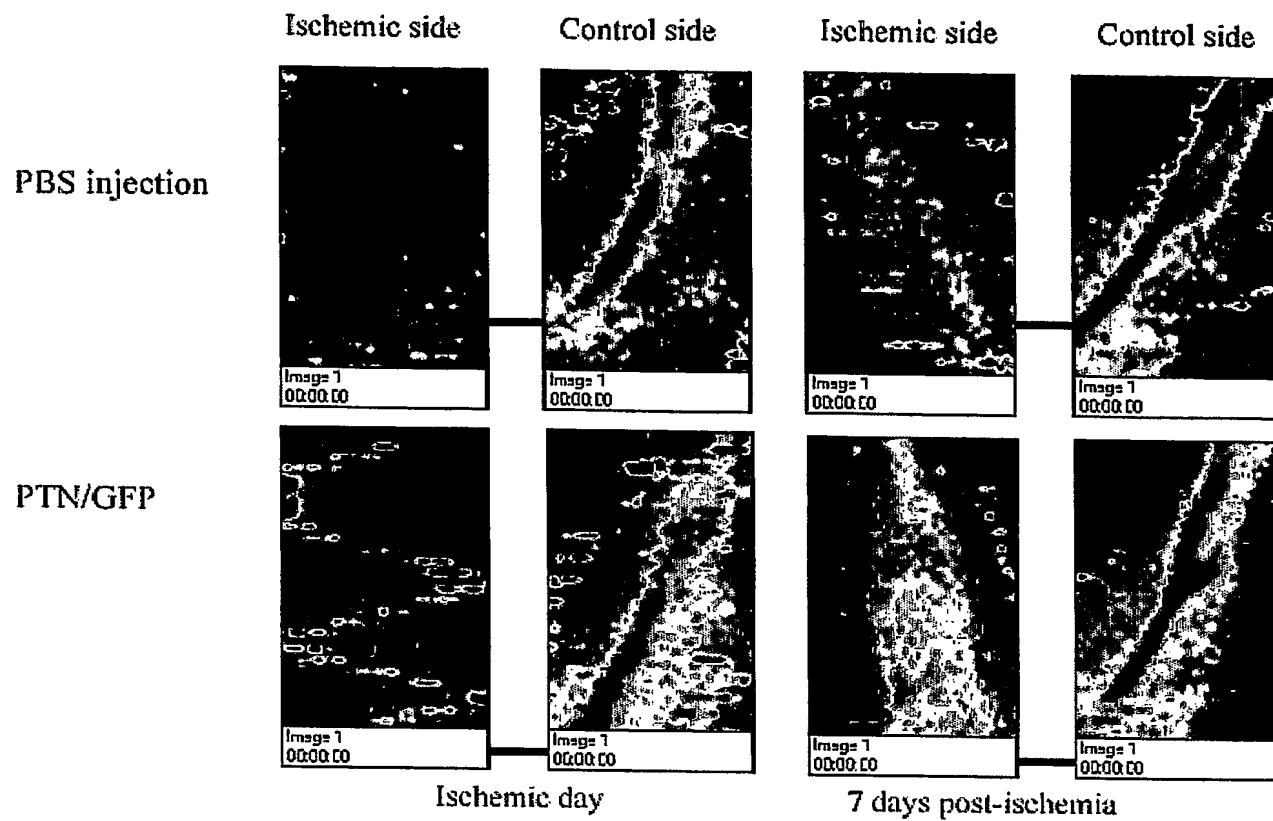 Ischemic side Control side Ischemic side Control side
PBS injection
Image 1 Image 1 Image 1 Image 1
00:00:00 00:00:00 00:00:00 00:00:00
PTN/GFP
Image 1 Image 1 Image 1 Image 1
00:00:00 00:00:00 00:00:00 00:00:00
Ischemic day 7 days post-ischemia